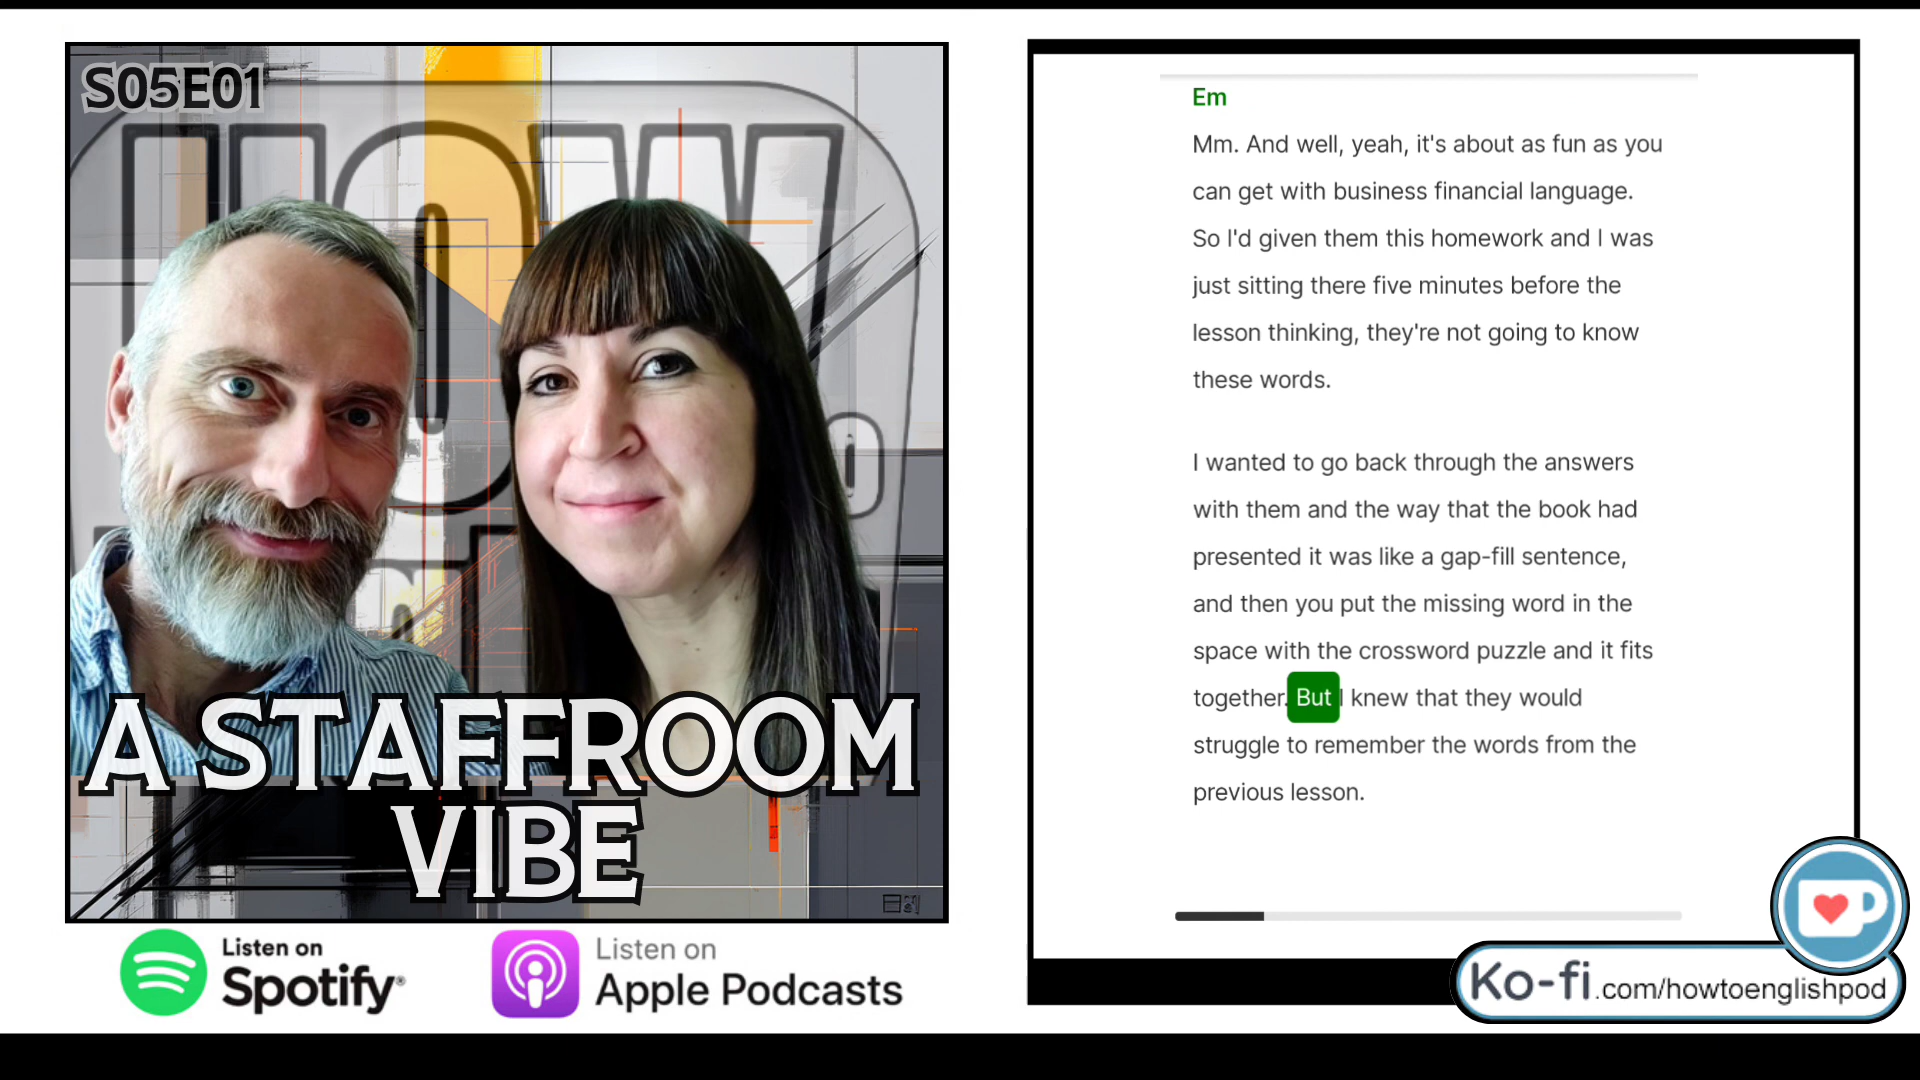 S05E01
HOW
A STAFFROOM
VIBE
Listen on
Spotify®
Listen on
Apple Podcasts
Em
Mm. And well, yeah, it's about as fun as you
can get with business financial language.
So I'd given them this homework and I was
just sitting there five minutes before the
lesson thinking, they're not going to know
these words.
I wanted to go back through the answers
with them and the way that the book had
presented it was like a gap-fill sentence,
and then you put the missing word in the
space with the crossword puzzle and it fits
together. But I knew that they would
struggle to remember the words from the
previous lesson.
Ko-fi.com/howtoenglishpod